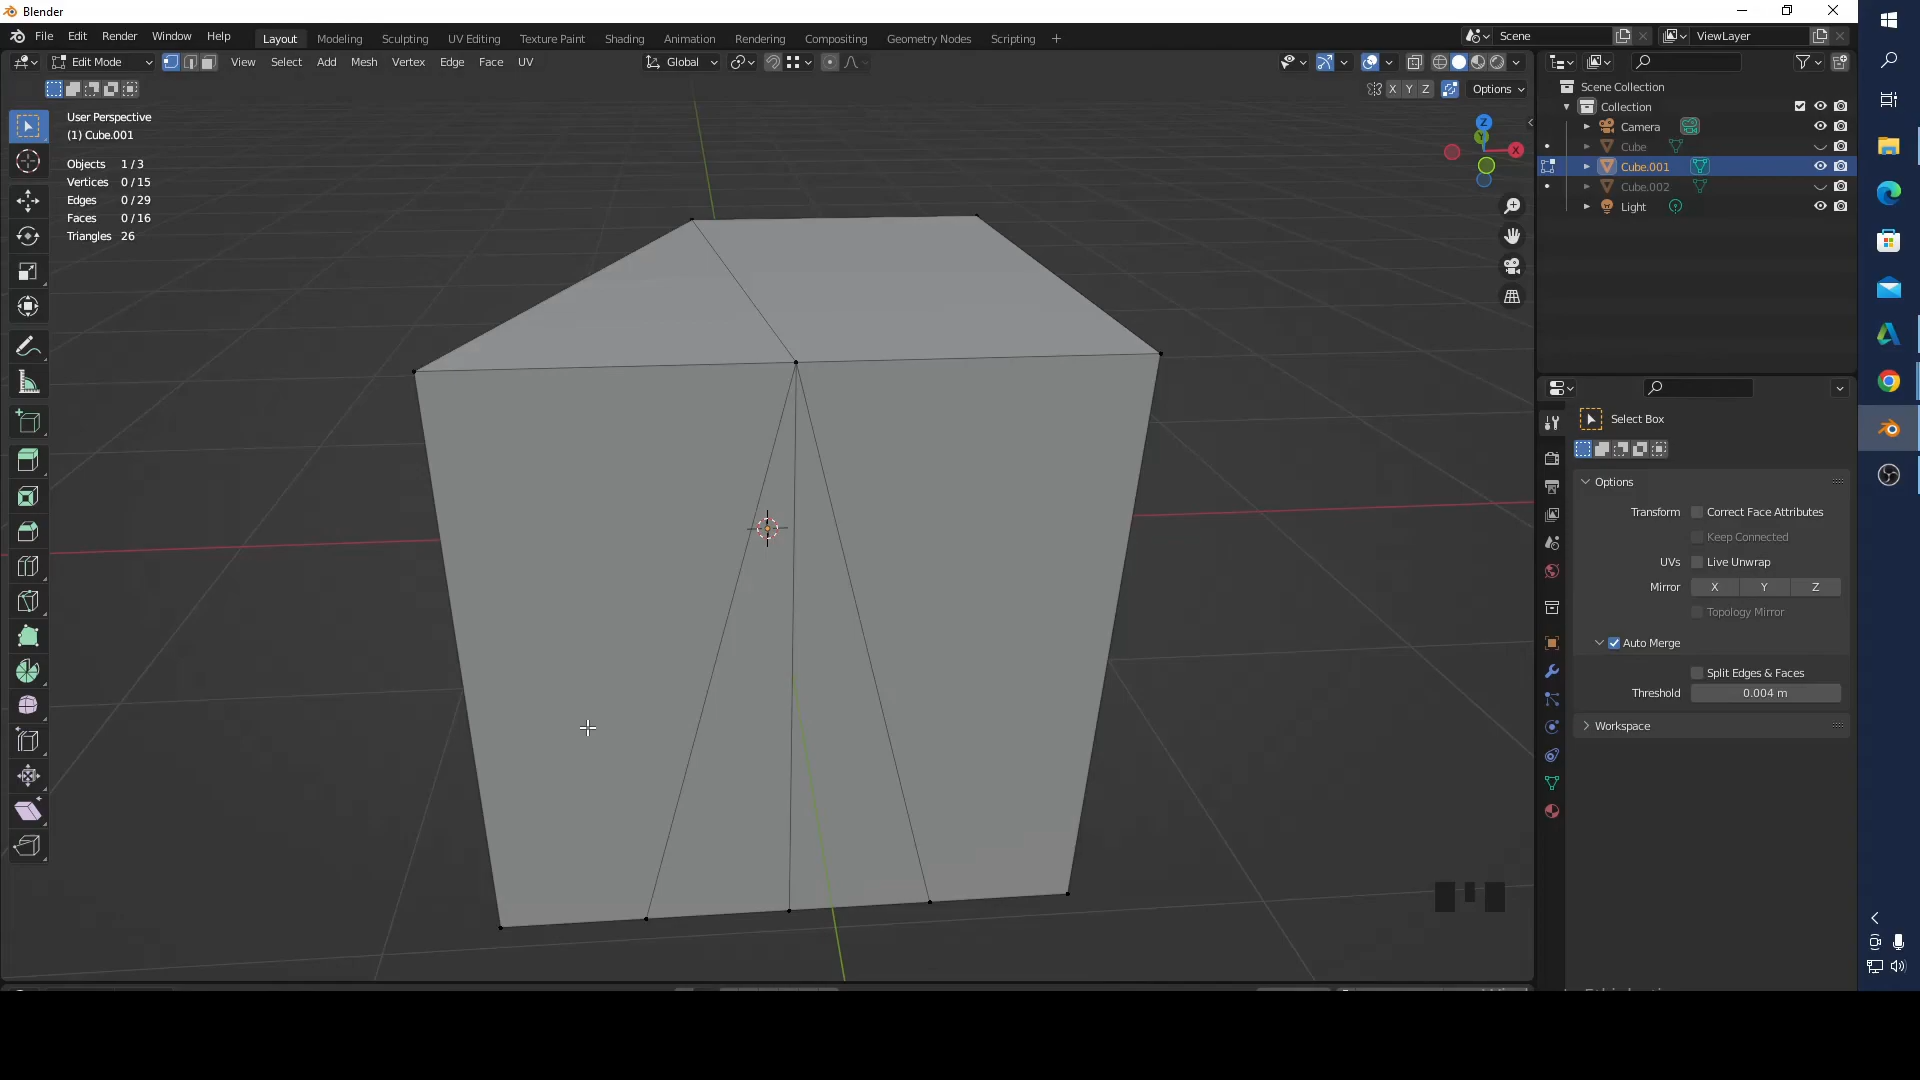 Blender
File Edit Render Window Help
Layout Modeling Sculpting UV Editing Texture Paint Shading Animation Rendering Compositing Geometry Nodes Scripting +
Scene ViewLayer
Edit Mode View Select Add Mesh Vertex Edge Face UV Global
X Y Z Options
User Perspective
(1) Cube.001
Objects 1/3
Vertices 0/15
Edges 0/29
Faces 0/16
Triangles 26
Z
Y
X
Scene Collection
Collection
Camera
Cube
Cube.001
Cube.002
Light
Select Box
Options
Transform Correct Face Attributes
Keep Connected
UVs Live Unwrap
Mirror X Y Z
Topology Mirror
Auto Merge
Split Edges & Faces
Threshold 0.004 m
Workspace